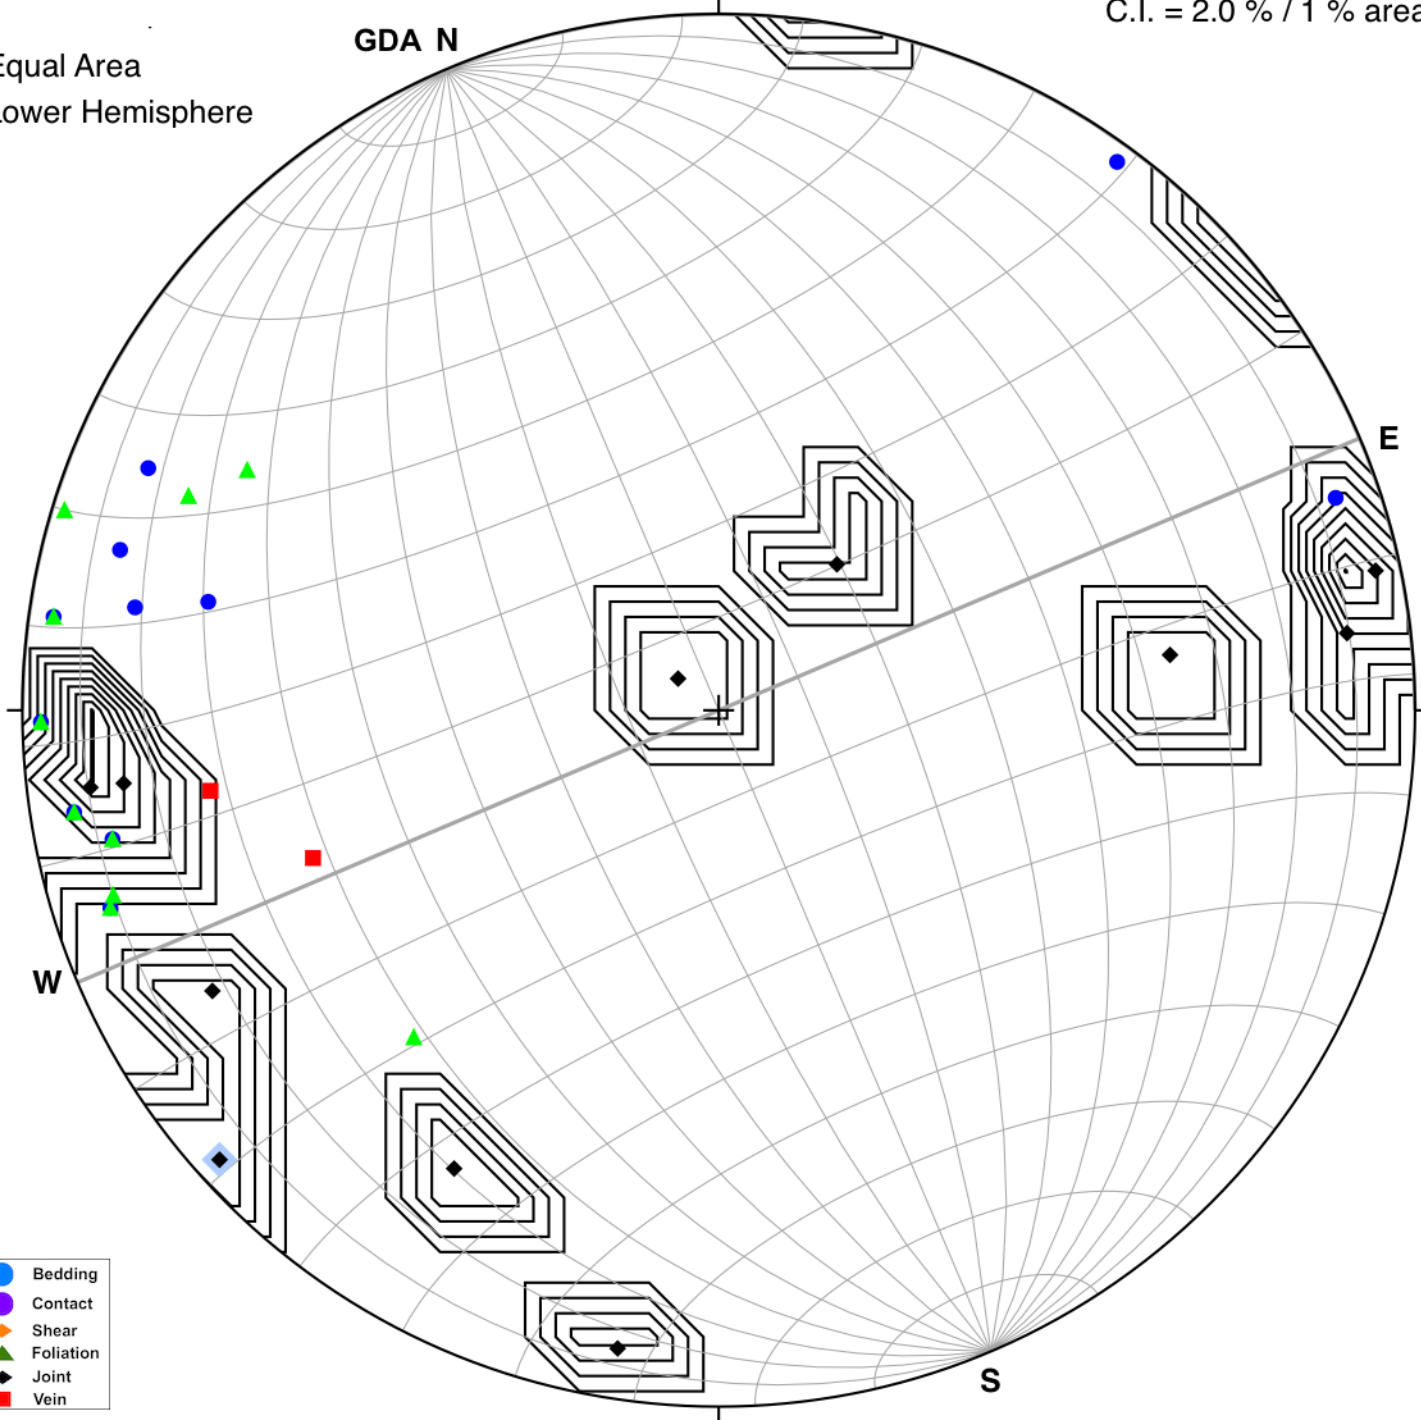 C.I. = 2.0 % / 1 % area
GDA N
Equal Area
Lower Hemisphere
E
W
S
Bedding
Contact
Shear
Foliation
Joint
Vein